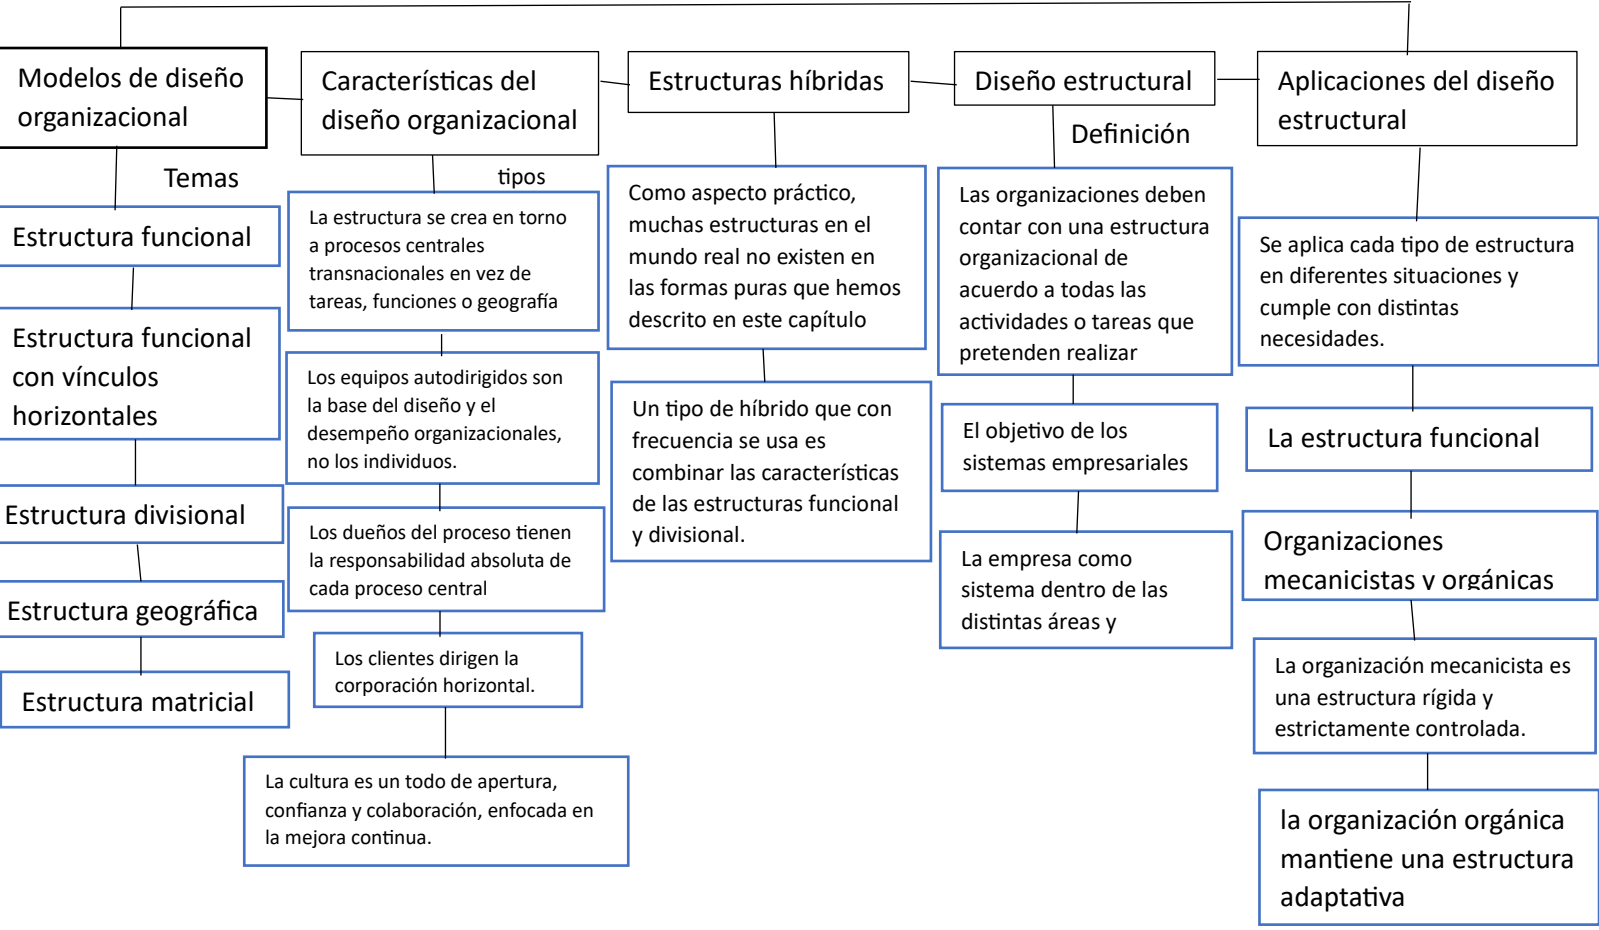 Modelos de diseño
organizacional
Temas
Estructura funcional
Estructura funcional
con vínculos
horizontales
Estructura divisional
Estructura geográfica
Estructura matricial
Características del
diseño organizacional
tipos
La estructura se crea en torno
a procesos centrales
transnacionales en vez de
tareas, funciones o geografía
Los equipos autodirigidos son
la base del diseño y el
desempeño organizacionales,
no los individuos.
Los dueños del proceso tienen
la responsabilidad absoluta de
cada proceso central
Los clientes dirigen la
corporación horizontal.
La cultura es un todo de apertura,
confianza y colaboración, enfocada en
la mejora continua.
Estructuras híbridas
Como aspecto práctico,
muchas estructuras en el
mundo real no existen en
las formas puras que hemos
descrito en este capítulo
Un tipo de híbrido que con
frecuencia se usa es
combinar las características
de las estructuras funcional
y divisional.
Diseño estructural
Definición
Las organizaciones deben
contar con una estructura
organizacional de
acuerdo a todas las
actividades o tareas que
pretenden realizar
El objetivo de los
sistemas empresariales
La empresa como
sistema dentro de las
distintas áreas y
Aplicaciones del diseño
estructural
Se aplica cada tipo de estructura
en diferentes situaciones y
cumple con distintas
necesidades.
La estructura funcional
Organizaciones
mecanicistas y orgánicas
La organización mecanicista es
una estructura rígida y
estrictamente controlada.
la organización orgánica
mantiene una estructura
adaptativa